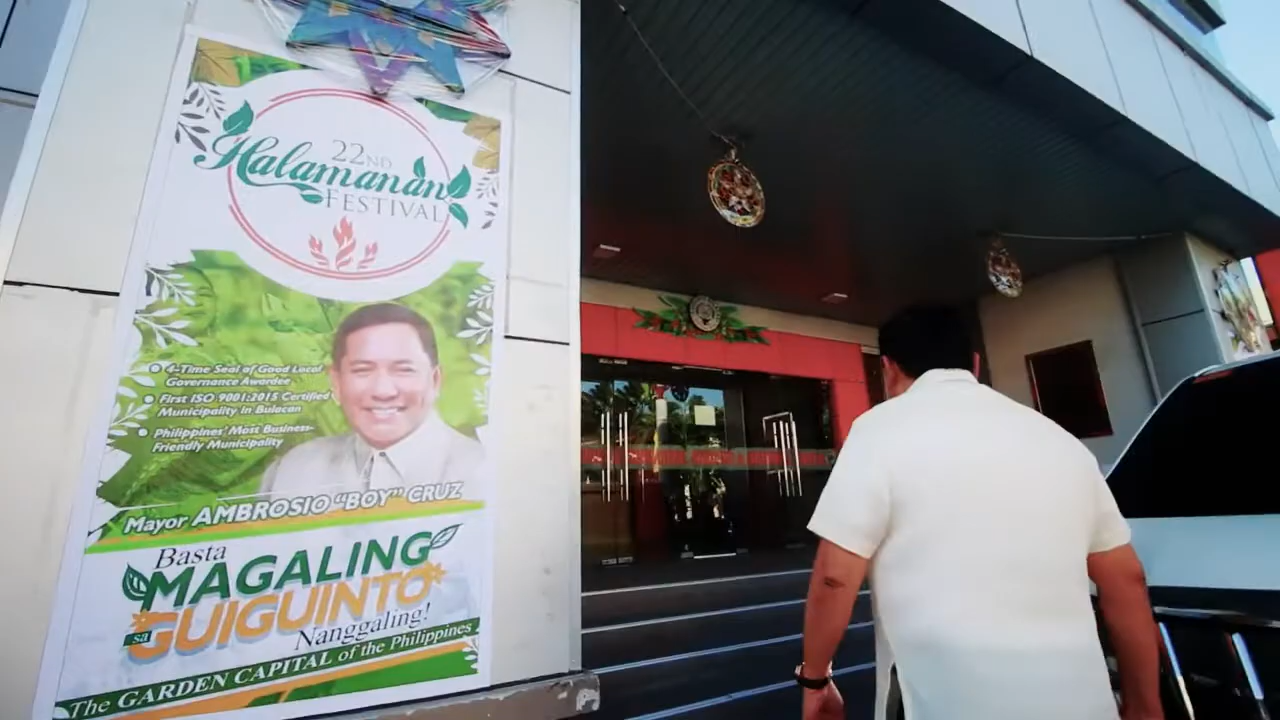 22ND
Halamanan
FESTIVAL
4-Time Seal of Good Local
Governance Awardee
First ISO 9001:2015 Certified
Municipality in Bulacan
Philippines' Most Business-
Friendly Municipality
Mayor AMBROSIO "BOY" CRUZ
Basta
MAGALING
sa GUIGUINTO
Nanggaling!
The GARDEN CAPITAL of the Philippines